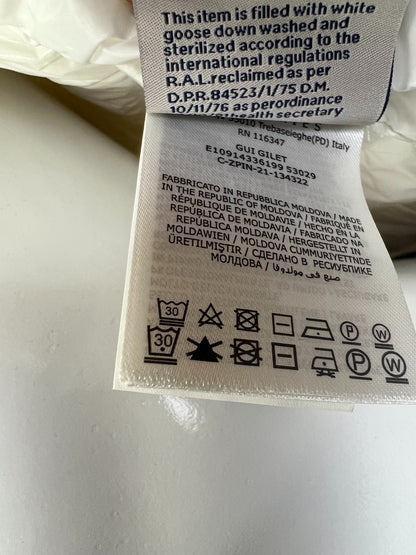 This item is filled with white
goose down washed and
sterilized according to the
international regulations
R.A.L.reclaimed as per
D.P.R.84523/1/75 D.M.
10/11/76 as perordinance
health secretary
35010 Trebaseleghe(PD) Italy
RN 116347
GUI GILET
E10914336199 53029
C-ZPIN-21-134322
FABBRICATO IN REPUBBLICA MOLDOVA / MADE
IN THE REPUBLIC OF MOLDOVA / FABRIQUÉ EN
RÉPUBLIQUE DE MOLDAVIE / HECHO EN LA
REPÚBLICA DE MOLDAVIA / FABRICADO NA
REPÚBLICA MOLDAVA / HERGESTELLT IN
MOLDAWIEN / MOLDOVA CUMHURIYETTNDE
ÜRETILMIŞTIR / СДЕЛАНО В РЕСПУБЛИКЕ
МОЛДОВА / صنع في مولدوفا
30 P W
30 P W